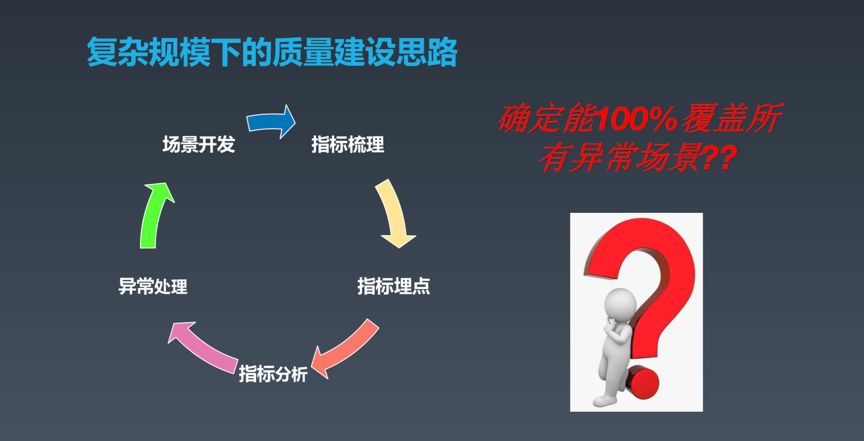 复杂规模下的质量建设思路
确定能100%覆盖所
有异常场景??
场景开发
指标梳理
指标埋点
指标分析
异常处理